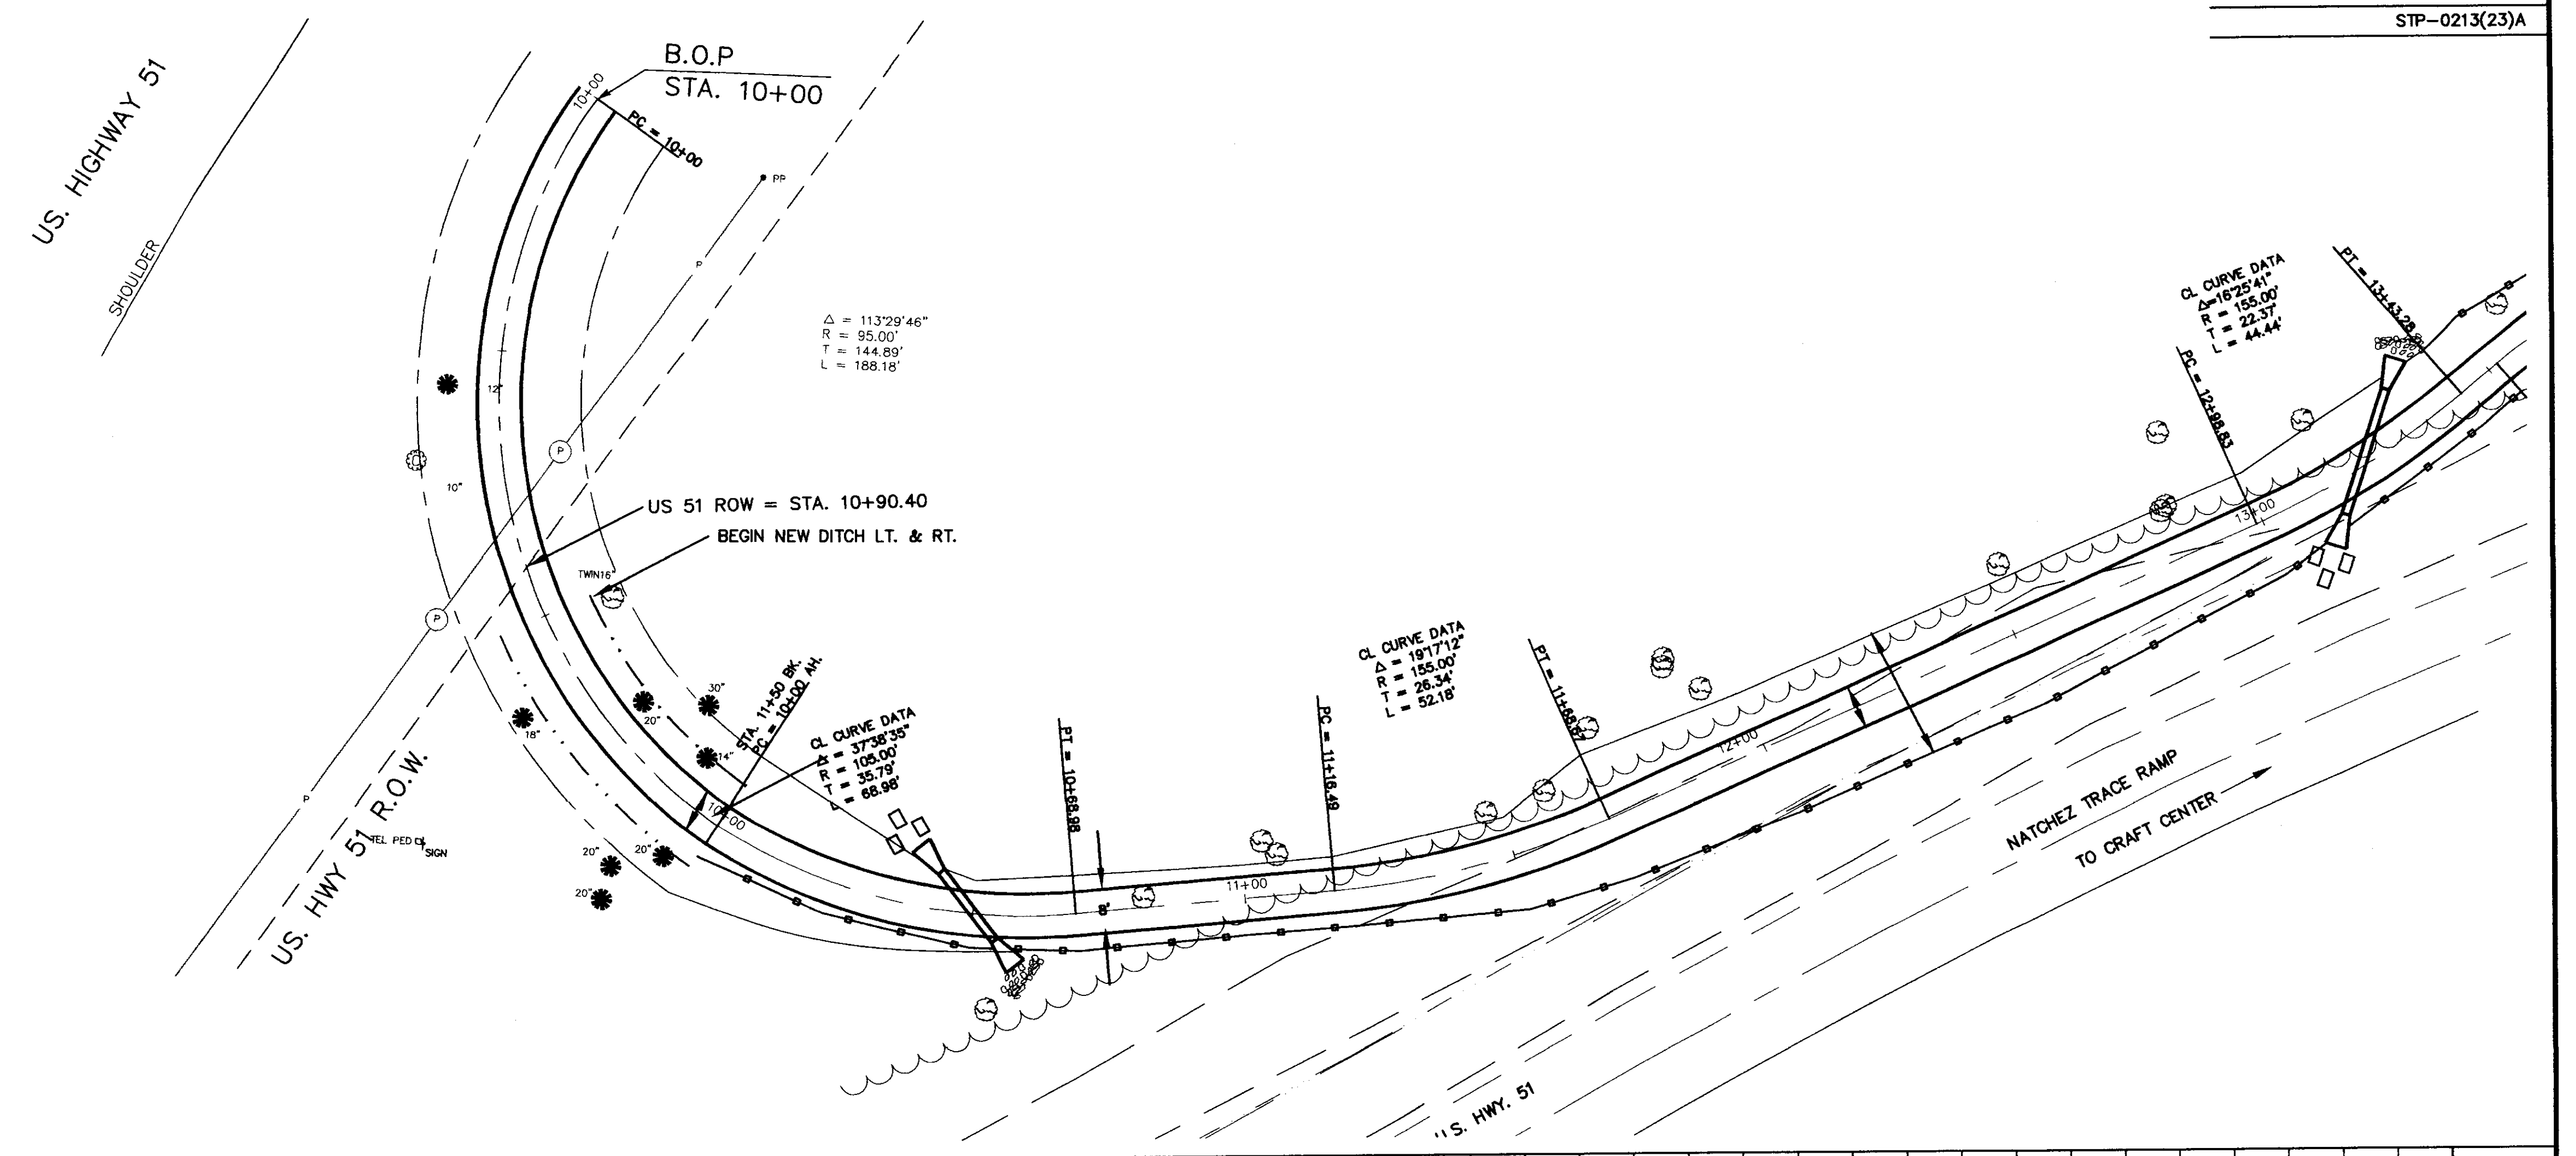 STP-0213(23)A
US. HIGHWAY 51
SHOULDER
B.O.P
STA. 10+00
10+00
PC = 10+00
PP
P
Δ = 113°29'46"
R = 95.00'
T = 144.89'
L = 188.18'
12"
P
10"
US 51 ROW = STA. 10+90.40
BEGIN NEW DITCH LT. & RT.
TWIN16"
P
30"
20"
18"
14"
STA. 11+50 BK.
PC = 10+00 AH.
CL CURVE DATA
Δ = 37°38'35"
R = 105.00'
T = 35.79'
= 68.98'
P
US. HWY 51 R.O.W.
TEL PED
SIGN
20"
20"
20"
PT = 10+68.98
8'
11+00
PC = 11+16.49
CL CURVE DATA
Δ = 19°17'12"
R = 155.00'
T = 26.34'
L = 52.18'
12+00
PC = 12+98.83
CL CURVE DATA
Δ=16°25'41"
R = 155.00'
T = 22.37'
L = 44.44'
PT = 13+43.28
13+00
NATCHEZ TRACE RAMP
TO CRAFT CENTER
S. HWY. 51